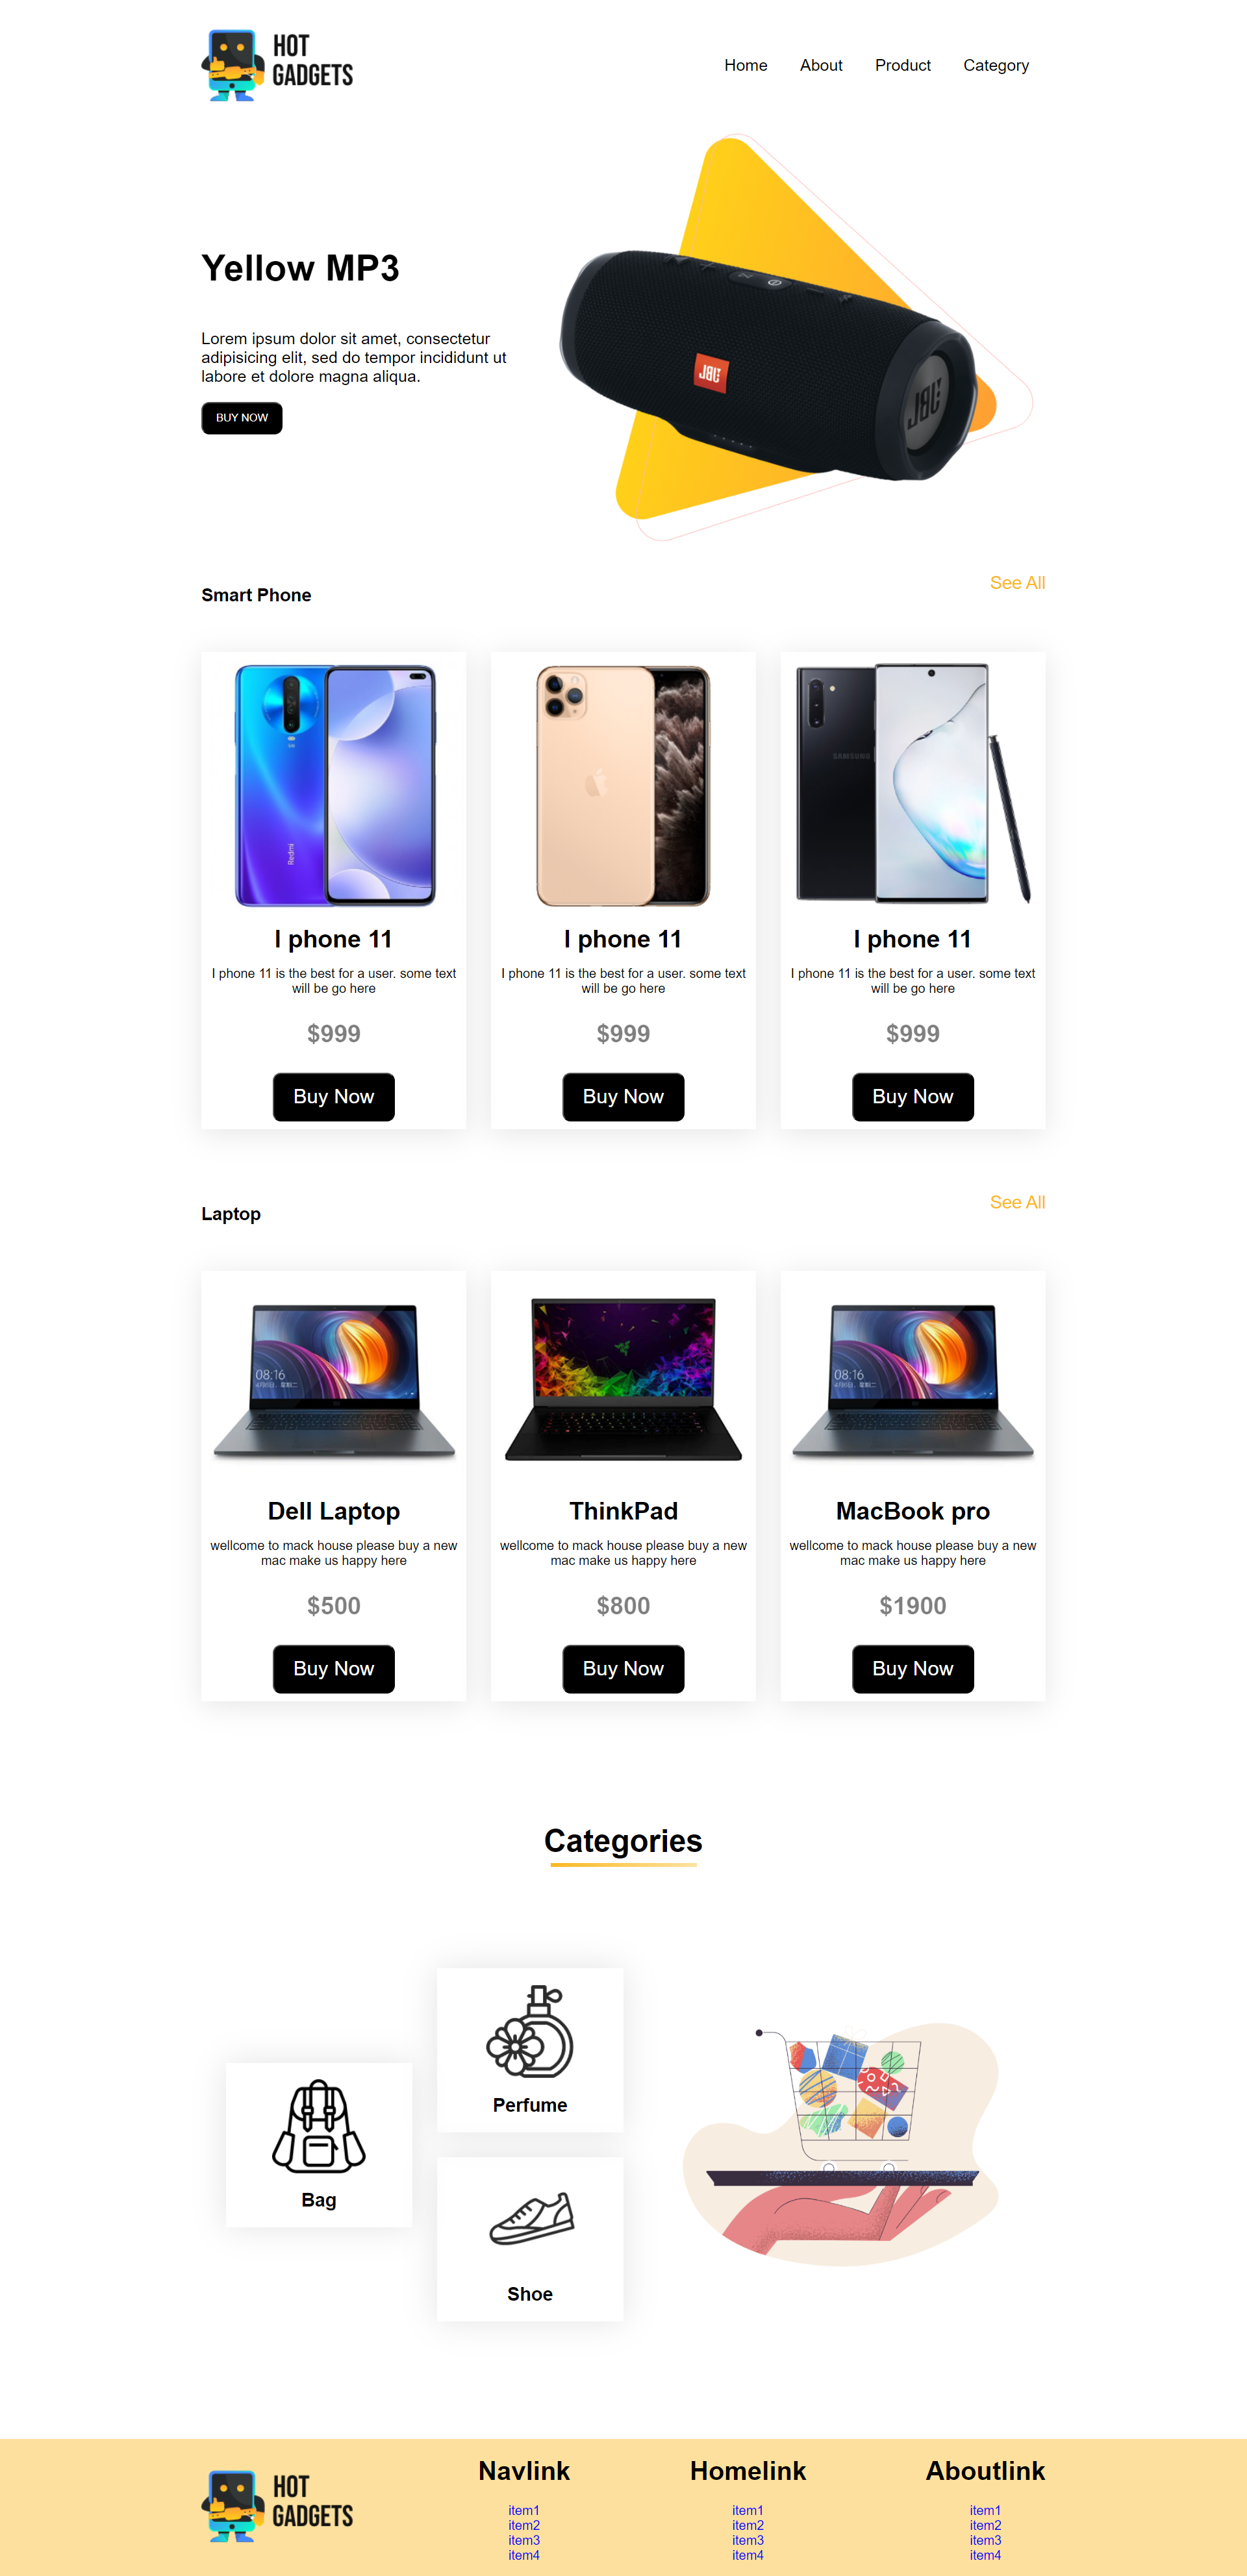 HOT
GADGETS
Home About Product Category
Yellow MP3
Lorem ipsum dolor sit amet, consectetur
adipisicing elit, sed do tempor incididunt ut
labore et dolore magna aliqua.
BUY NOW
JBL
JBL
Smart Phone
See All
Redmi
SAMSUNG
I phone 11
I phone 11 is the best for a user. some text
will be go here
$999
Buy Now
I phone 11
I phone 11 is the best for a user. some text
will be go here
$999
Buy Now
I phone 11
I phone 11 is the best for a user. some text
will be go here
$999
Buy Now
Laptop
See All
08:16
08:16
Dell Laptop
wellcome to mack house please buy a new
mac make us happy here
$500
Buy Now
ThinkPad
wellcome to mack house please buy a new
mac make us happy here
$800
Buy Now
MacBook pro
wellcome to mack house please buy a new
mac make us happy here
$1900
Buy Now
Categories
Bag
Perfume
Shoe
HOT
GADGETS
Navlink
item1
item2
item3
item4
Homelink
item1
item2
item3
item4
Aboutlink
item1
item2
item3
item4